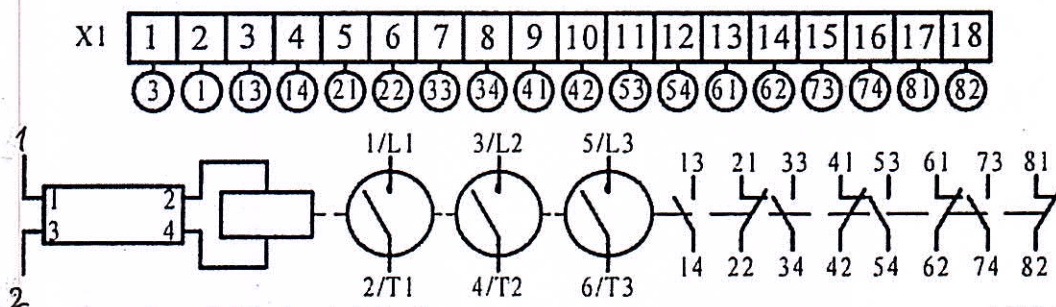 X1 1 2 3 4 5 6 7 8 9 10 11 12 13 14 15 16 17 18
3 1 13 14 21 22 33 34 41 42 53 54 61 62 73 74 81 82
1 1/L1 3/L2 5/L3 13 21 33 41 53 61 73 81
1 2
3 4
2 2/T1 4/T2 6/T3 14 22 34 42 54 62 74 82